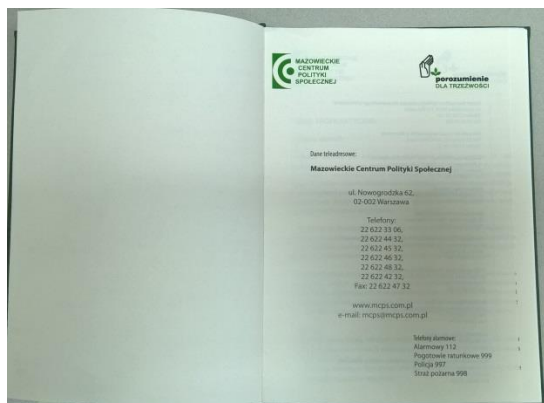 MAZOWIECKIE
CENTRUM
POLITYKI
SPOŁECZNEJ
porozumienie
DLA TRZEŹWOŚCI
Dane teleadresowe:
Mazowieckie Centrum Polityki Społecznej
ul. Nowogrodzka 62,
02-002 Warszawa
Telefony:
22 622 33 06,
22 622 44 32,
22 622 45 32,
22 622 46 32,
22 622 48 32,
22 622 42 32,
Fax: 22 622 47 32
www.mcps.com.pl
e-mail: mcps@mcps.com.pl
Telefony alarmowe:
Alarmowy 112
Pogotowie ratunkowe 999
Policja 997
Straż pożarna 998